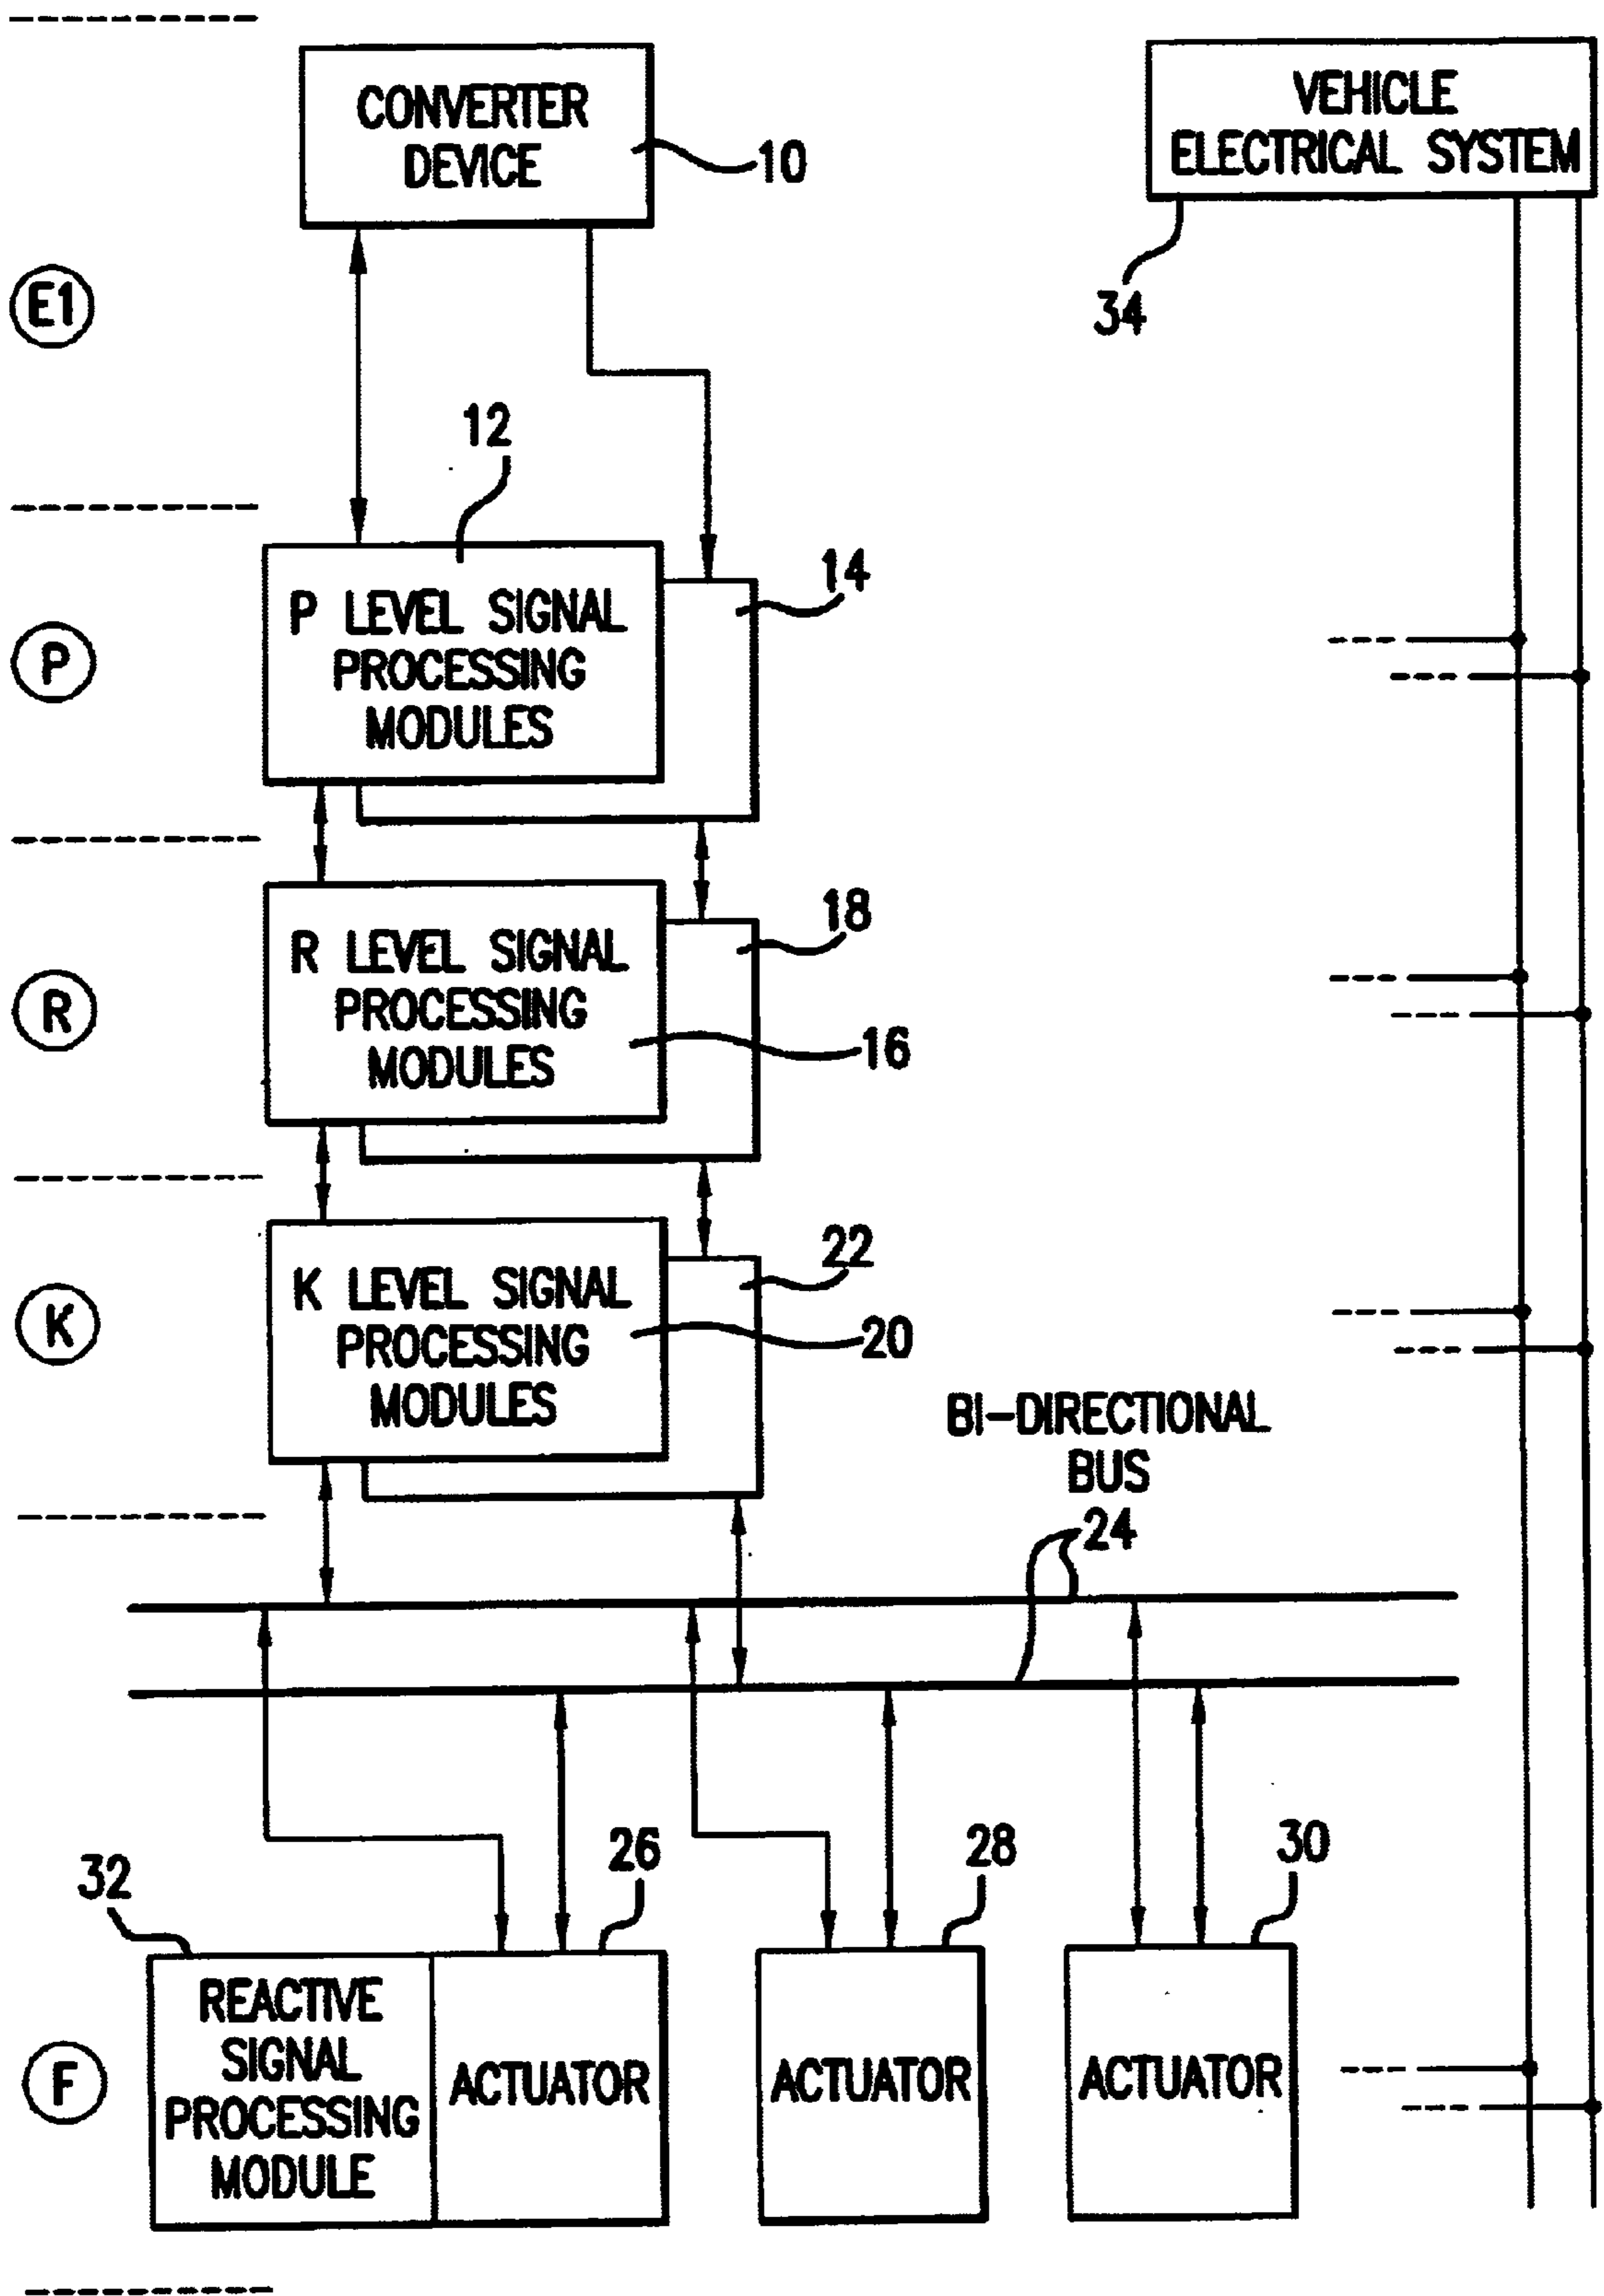 CONVERTER
DEVICE
10
VEHICLE
ELECTRICAL SYSTEM
34
E1
12
P LEVEL SIGNAL
PROCESSING
MODULES
14
P
R LEVEL SIGNAL
PROCESSING
MODULES
18
16
R
K LEVEL SIGNAL
PROCESSING
MODULES
22
20
K
BI-DIRECTIONAL
BUS
24
32
26
28
30
REACTIVE
SIGNAL
PROCESSING
MODULE
ACTUATOR
ACTUATOR
ACTUATOR
F